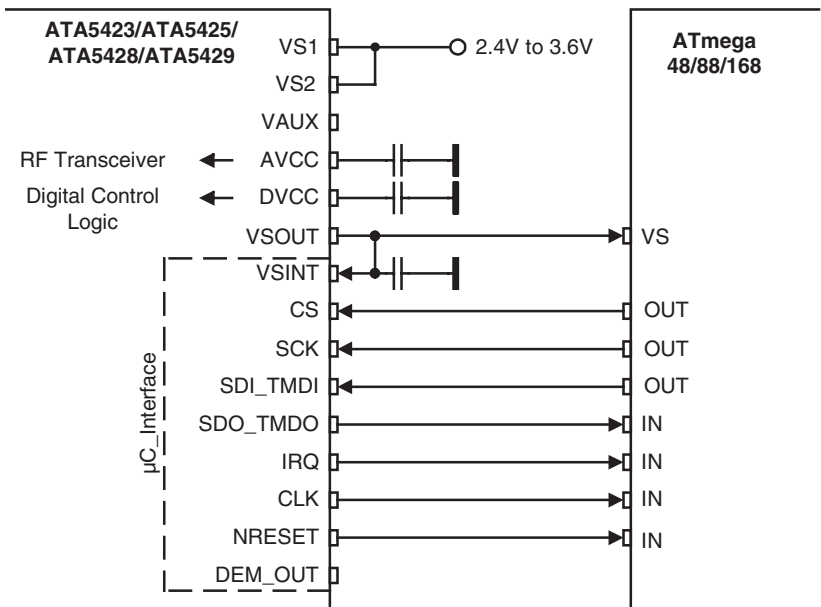 ATA5423/ATA5425/
ATA5428/ATA5429
ATmega
48/88/168
VS1
2.4V to 3.6V
VS2
VAUX
RF Transceiver
AVCC
Digital Control
Logic
DVCC
VSOUT
VS
VSINT
CS
OUT
SCK
OUT
SDI_TMDI
OUT
SDO_TMDO
IN
IRQ
IN
CLK
IN
NRESET
IN
DEM_OUT
µC_Interface